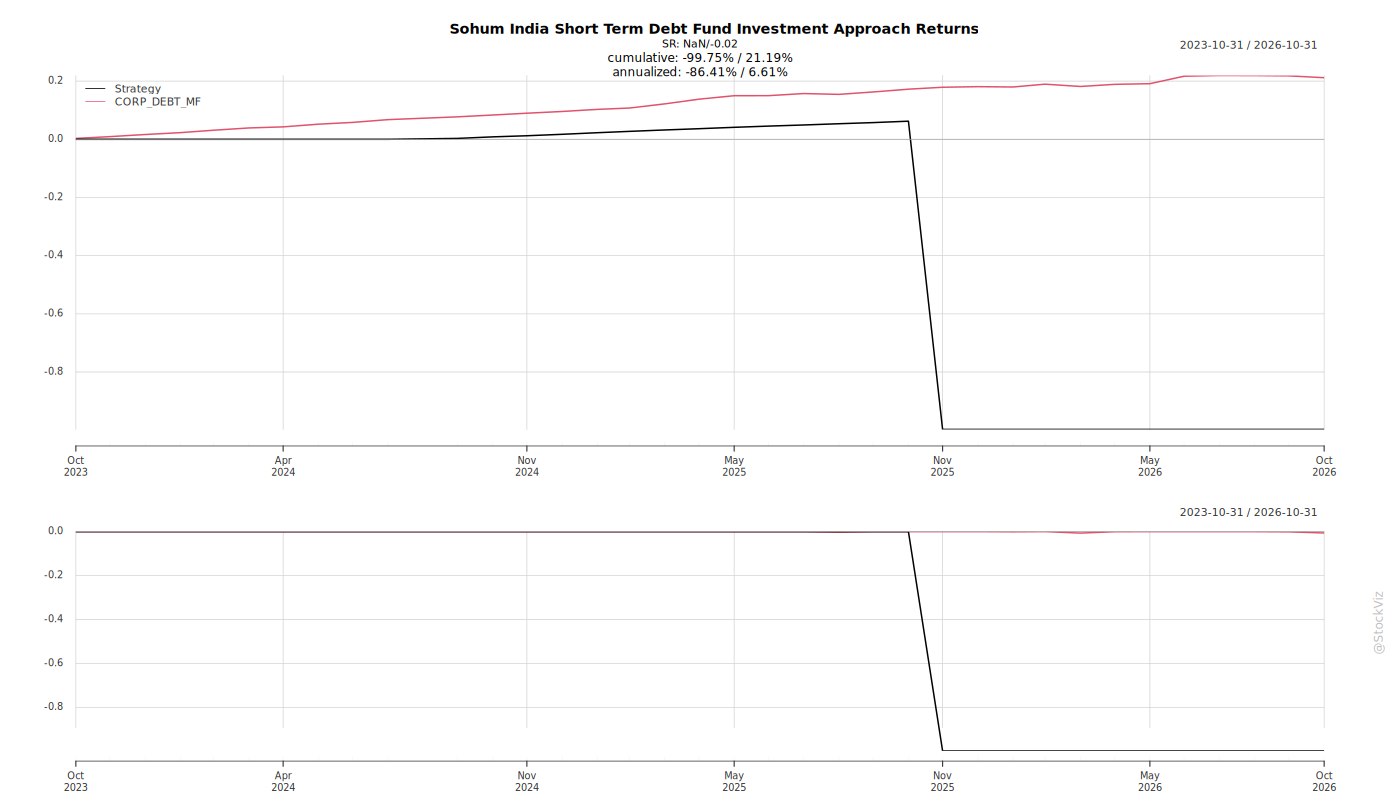 Sohum India Short Term Debt Fund Investment Approach Returns
SR: NaN/-0.02
cumulative: -99.75% / 21.19%
annualized: -86.41% / 6.61%
2023-10-31 / 2026-10-31
Strategy
CORP_DEBT_MF
0.2
0.0
-0.2
-0.4
-0.6
-0.8
Oct Apr Nov May Nov May Oct
2023 2024 2024 2025 2025 2026 2026
2023-10-31 / 2026-10-31
0.0
-0.2
-0.4
-0.6
-0.8
Oct Apr Nov May Nov May Oct
2023 2024 2024 2025 2025 2026 2026
@StockViz